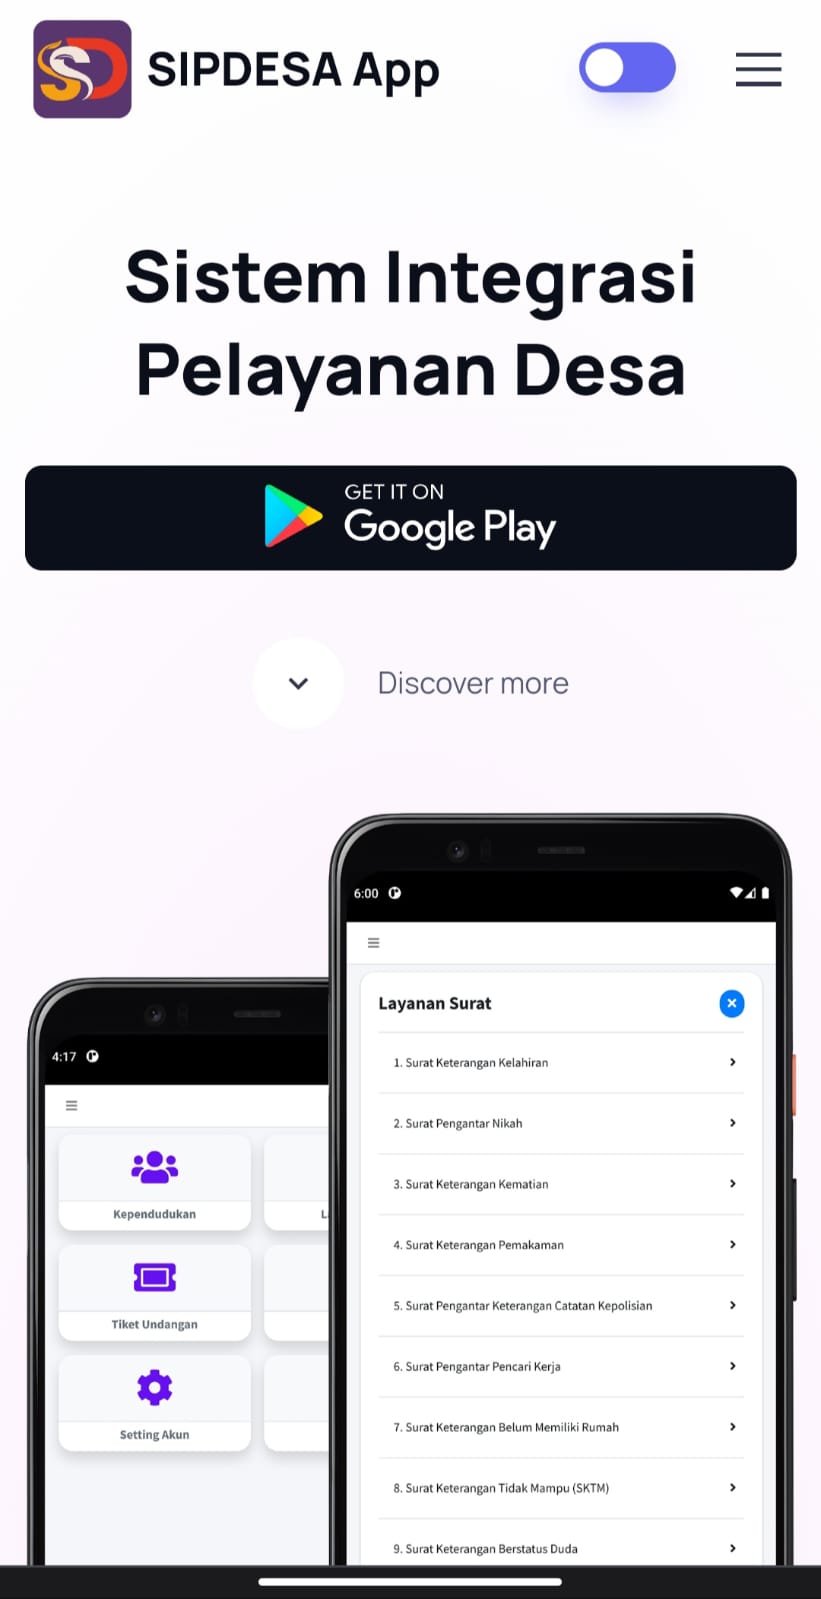 SIPDESA App
Sistem Integrasi
Pelayanan Desa
GET IT ON
Google Play
Discover more
6:00
Layanan Surat
1. Surat Keterangan Kelahiran
2. Surat Pengantar Nikah
3. Surat Keterangan Kematian
4. Surat Keterangan Pemakaman
5. Surat Pengantar Keterangan Catatan Kepolisian
6. Surat Pengantar Pencari Kerja
7. Surat Keterangan Belum Memiliki Rumah
8. Surat Keterangan Tidak Mampu (SKTM)
9. Surat Keterangan Berstatus Duda
4:17
Kependudukan
Tiket Undangan
Setting Akun